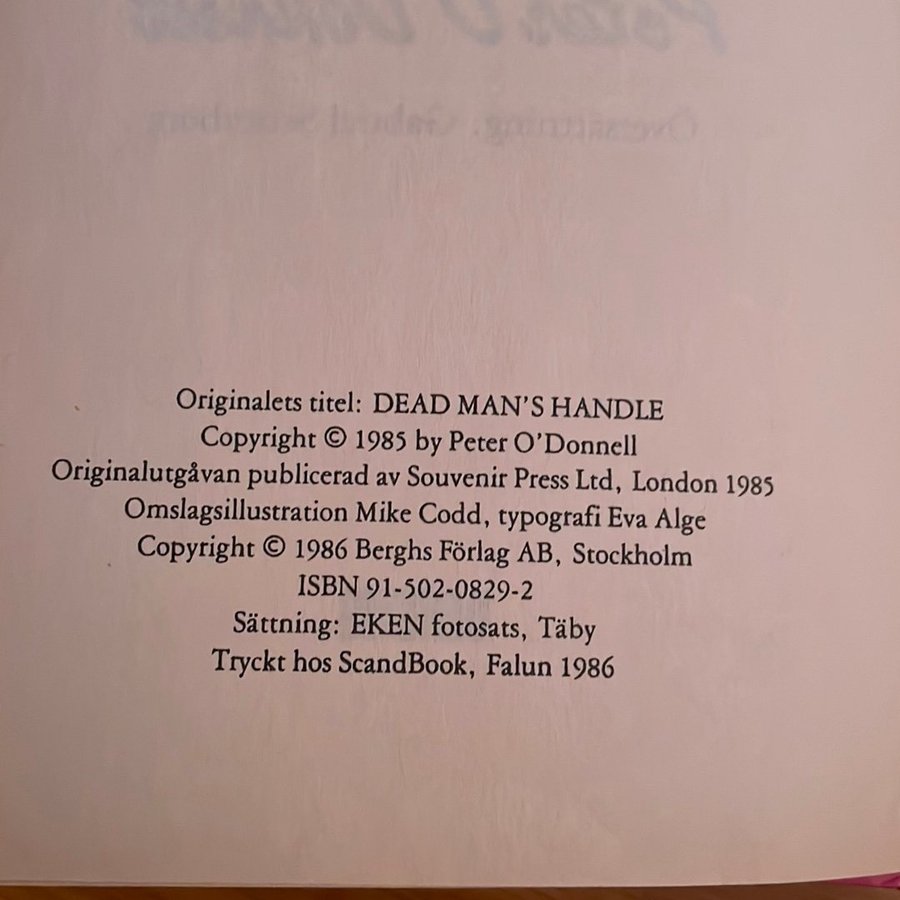 Originalets titel: DEAD MAN'S HANDLE
Copyright © 1985 by Peter O'Donnell
Originalutgåvan publicerad av Souvenir Press Ltd, London 1985
Omslagsillustration Mike Codd, typografi Eva Alge
Copyright © 1986 Berghs Förlag AB, Stockholm
ISBN 91-502-0829-2
Sättning: EKEN fotosats, Täby
Tryckt hos ScandBook, Falun 1986